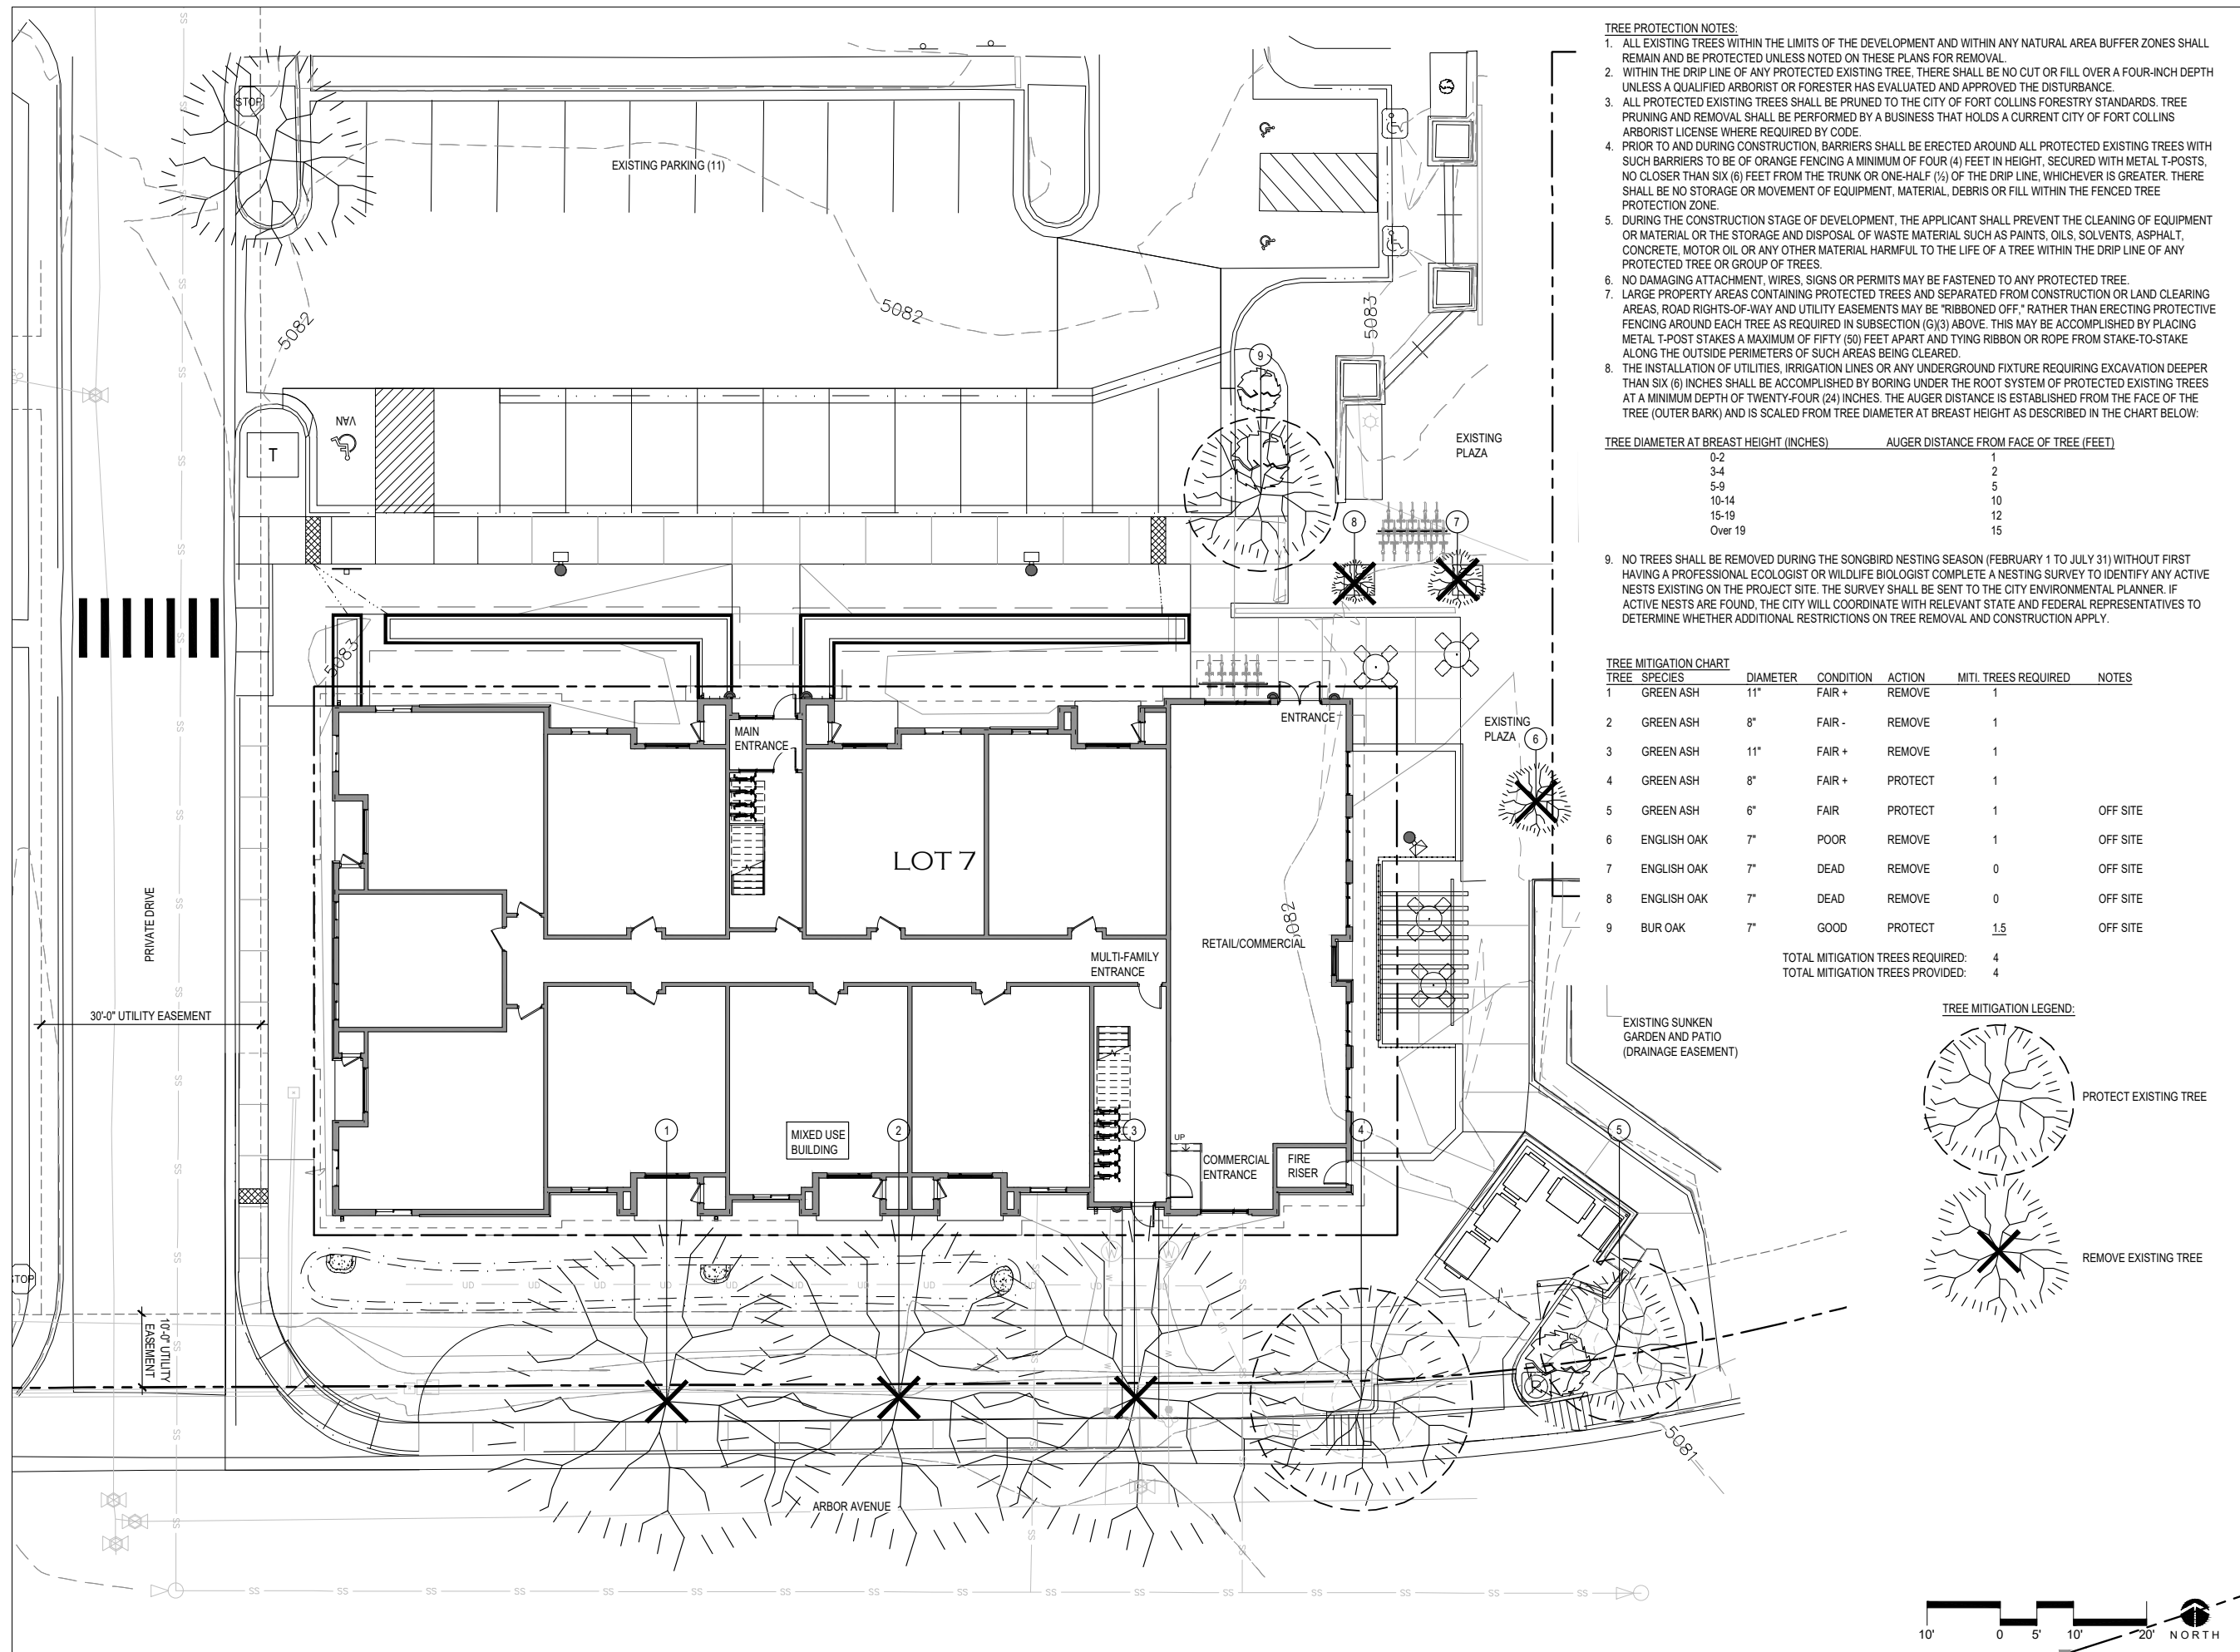 TREE PROTECTION NOTES:
1. ALL EXISTING TREES WITHIN THE LIMITS OF THE DEVELOPMENT AND WITHIN ANY NATURAL AREA BUFFER ZONES SHALL
REMAIN AND BE PROTECTED UNLESS NOTED ON THESE PLANS FOR REMOVAL.
2. WITHIN THE DRIP LINE OF ANY PROTECTED EXISTING TREE, THERE SHALL BE NO CUT OR FILL OVER A FOUR-INCH DEPTH
UNLESS A QUALIFIED ARBORIST OR FORESTER HAS EVALUATED AND APPROVED THE DISTURBANCE.
3. ALL PROTECTED EXISTING TREES SHALL BE PRUNED TO THE CITY OF FORT COLLINS FORESTRY STANDARDS. TREE
PRUNING AND REMOVAL SHALL BE PERFORMED BY A BUSINESS THAT HOLDS A CURRENT CITY OF FORT COLLINS
ARBORIST LICENSE WHERE REQUIRED BY CODE.
4. PRIOR TO AND DURING CONSTRUCTION, BARRIERS SHALL BE ERECTED AROUND ALL PROTECTED EXISTING TREES WITH
SUCH BARRIERS TO BE OF ORANGE FENCING A MINIMUM OF FOUR (4) FEET IN HEIGHT, SECURED WITH METAL T-POSTS,
NO CLOSER THAN SIX (6) FEET FROM THE TRUNK OR ONE-HALF (½) OF THE DRIP LINE, WHICHEVER IS GREATER. THERE
SHALL BE NO STORAGE OR MOVEMENT OF EQUIPMENT, MATERIAL, DEBRIS OR FILL WITHIN THE FENCED TREE
PROTECTION ZONE.
5. DURING THE CONSTRUCTION STAGE OF DEVELOPMENT, THE APPLICANT SHALL PREVENT THE CLEANING OF EQUIPMENT
OR MATERIAL OR THE STORAGE AND DISPOSAL OF WASTE MATERIAL SUCH AS PAINTS, OILS, SOLVENTS, ASPHALT,
CONCRETE, MOTOR OIL OR ANY OTHER MATERIAL HARMFUL TO THE LIFE OF A TREE WITHIN THE DRIP LINE OF ANY
PROTECTED TREE OR GROUP OF TREES.
6. NO DAMAGING ATTACHMENT, WIRES, SIGNS OR PERMITS MAY BE FASTENED TO ANY PROTECTED TREE.
7. LARGE PROPERTY AREAS CONTAINING PROTECTED TREES AND SEPARATED FROM CONSTRUCTION OR LAND CLEARING
AREAS, ROAD RIGHTS-OF-WAY AND UTILITY EASEMENTS MAY BE "RIBBONED OFF," RATHER THAN ERECTING PROTECTIVE
FENCING AROUND EACH TREE AS REQUIRED IN SUBSECTION (G)(3) ABOVE. THIS MAY BE ACCOMPLISHED BY PLACING
METAL T-POST STAKES A MAXIMUM OF FIFTY (50) FEET APART AND TYING RIBBON OR ROPE FROM STAKE-TO-STAKE
ALONG THE OUTSIDE PERIMETERS OF SUCH AREAS BEING CLEARED.
8. THE INSTALLATION OF UTILITIES, IRRIGATION LINES OR ANY UNDERGROUND FIXTURE REQUIRING EXCAVATION DEEPER
THAN SIX (6) INCHES SHALL BE ACCOMPLISHED BY BORING UNDER THE ROOT SYSTEM OF PROTECTED EXISTING TREES
AT A MINIMUM DEPTH OF TWENTY-FOUR (24) INCHES. THE AUGER DISTANCE IS ESTABLISHED FROM THE FACE OF THE
TREE (OUTER BARK) AND IS SCALED FROM TREE DIAMETER AT BREAST HEIGHT AS DESCRIBED IN THE CHART BELOW:
TREE DIAMETER AT BREAST HEIGHT (INCHES) AUGER DISTANCE FROM FACE OF TREE (FEET)
0-2 1
3-4 2
5-9 5
10-14 10
15-19 12
Over 19 15
9. NO TREES SHALL BE REMOVED DURING THE SONGBIRD NESTING SEASON (FEBRUARY 1 TO JULY 31) WITHOUT FIRST
HAVING A PROFESSIONAL ECOLOGIST OR WILDLIFE BIOLOGIST COMPLETE A NESTING SURVEY TO IDENTIFY ANY ACTIVE
NESTS EXISTING ON THE PROJECT SITE. THE SURVEY SHALL BE SENT TO THE CITY ENVIRONMENTAL PLANNER. IF
ACTIVE NESTS ARE FOUND, THE CITY WILL COORDINATE WITH RELEVANT STATE AND FEDERAL REPRESENTATIVES TO
DETERMINE WHETHER ADDITIONAL RESTRICTIONS ON TREE REMOVAL AND CONSTRUCTION APPLY.
TREE MITIGATION CHART
TREE SPECIES DIAMETER CONDITION ACTION MITI. TREES REQUIRED NOTES
1 GREEN ASH 11" FAIR + REMOVE 1
2 GREEN ASH 8" FAIR - REMOVE 1
3 GREEN ASH 11" FAIR + REMOVE 1
4 GREEN ASH 8" FAIR + PROTECT 1
5 GREEN ASH 6" FAIR PROTECT 1 OFF SITE
6 ENGLISH OAK 7" POOR REMOVE 1 OFF SITE
7 ENGLISH OAK 7" DEAD REMOVE 0 OFF SITE
8 ENGLISH OAK 7" DEAD REMOVE 0 OFF SITE
9 BUR OAK 7" GOOD PROTECT 1.5 OFF SITE
TOTAL MITIGATION TREES REQUIRED: 4
TOTAL MITIGATION TREES PROVIDED: 4
TREE MITIGATION LEGEND:
PROTECT EXISTING TREE
REMOVE EXISTING TREE
EXISTING SUNKEN
GARDEN AND PATIO
(DRAINAGE EASEMENT)
STOP
EXISTING PARKING (11)
5082
5082
5083
9
VAN
T
EXISTING
PLAZA
8
7
5083
MAIN
ENTRANCE
ENTRANCE
EXISTING
PLAZA
6
LOT 7
5082
PRIVATE DRIVE
RETAIL/COMMERCIAL
MULTI-FAMILY
ENTRANCE
30'-0" UTILITY EASEMENT
1
MIXED USE
BUILDING
2
3
UP
4
5
COMMERCIAL
ENTRANCE
FIRE
RISER
UD UD UD UD UD UD UD UD UD
10'-0" UTILITY
EASEMENT
5081
ARBOR AVENUE
SS SS SS SS SS SS SS SS SS SS SS SS SS SS SS SS
10' 0 5' 10' 20'
NORTH